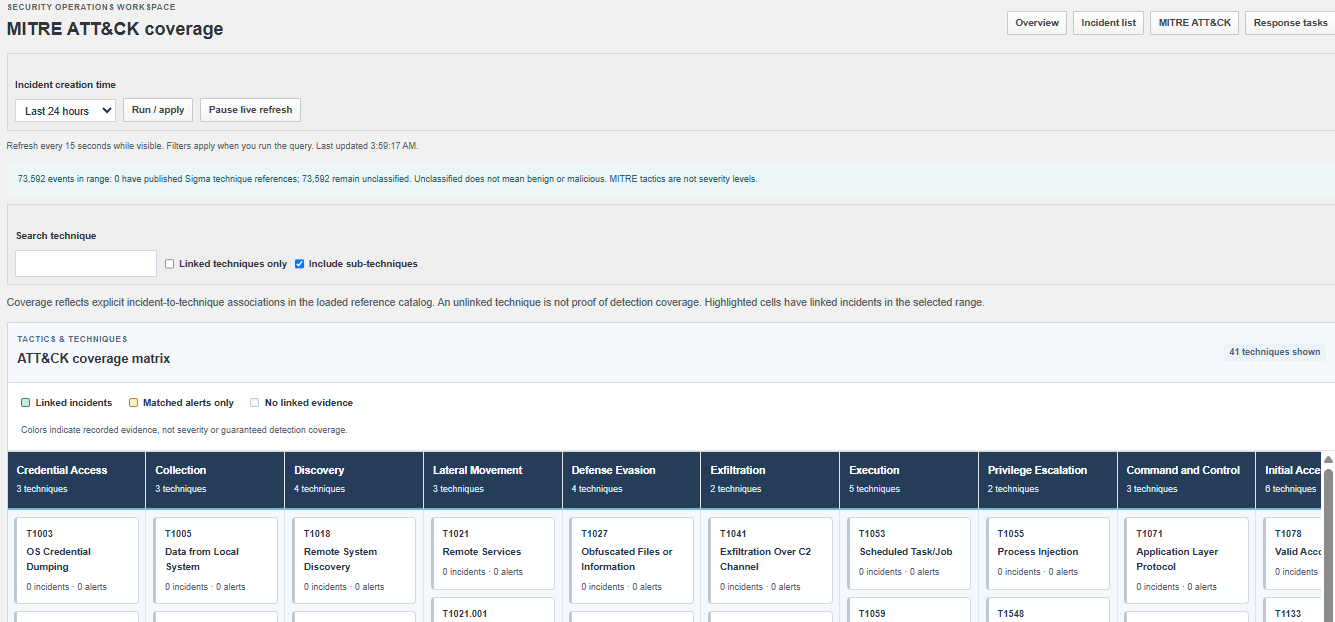 SECURITY OPERATIONS WORKSPACE
MITRE ATT&CK coverage
Overview
Incident list
MITRE ATT&CK
Response tasks
Incident creation time
Last 24 hours
Run / apply
Pause live refresh
Refresh every 15 seconds while visible. Filters apply when you run the query. Last updated 3:59:17 AM.
73,592 events in range: 0 have published Sigma technique references; 73,592 remain unclassified. Unclassified does not mean benign or malicious. MITRE tactics are not severity levels.
Search technique
Linked techniques only
Include sub-techniques
Coverage reflects explicit incident-to-technique associations in the loaded reference catalog. An unlinked technique is not proof of detection coverage. Highlighted cells have linked incidents in the selected range.
TACTICS & TECHNIQUES
ATT&CK coverage matrix
41 techniques shown
Linked incidents
Matched alerts only
No linked evidence
Colors indicate recorded evidence, not severity or guaranteed detection coverage.
Credential Access
3 techniques
Collection
3 techniques
Discovery
4 techniques
Lateral Movement
3 techniques
Defense Evasion
4 techniques
Exfiltration
2 techniques
Execution
5 techniques
Privilege Escalation
2 techniques
Command and Control
3 techniques
Initial Acce
6 techniques
T1003
OS Credential
Dumping
0 incidents · 0 alerts
T1005
Data from Local
System
0 incidents · 0 alerts
T1018
Remote System
Discovery
0 incidents · 0 alerts
T1021
Remote Services
0 incidents · 0 alerts
T1021.001
T1027
Obfuscated Files or
Information
0 incidents · 0 alerts
T1041
Exfiltration Over C2
Channel
0 incidents · 0 alerts
T1053
Scheduled Task/Job
0 incidents · 0 alerts
T1059
T1055
Process Injection
0 incidents · 0 alerts
T1548
T1071
Application Layer
Protocol
0 incidents · 0 alerts
T1078
Valid Acco
0 incidents
T1133